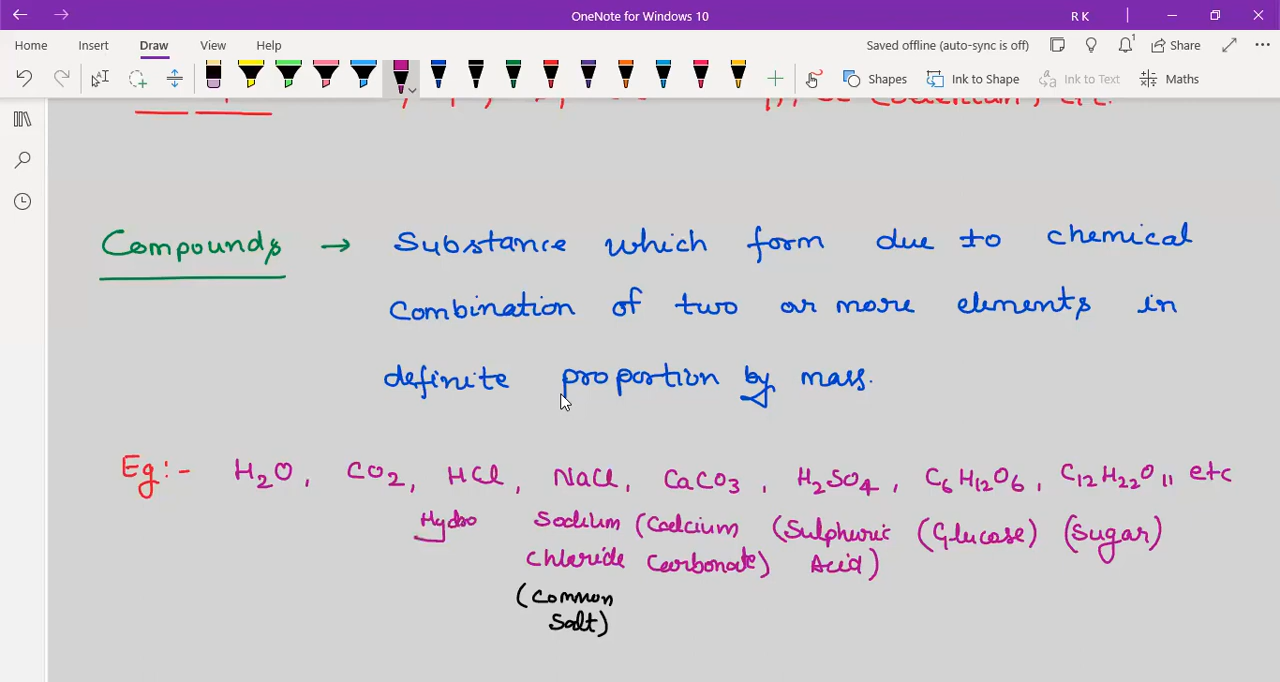 OneNote for Windows 10
R K
Home Insert Draw View Help
Saved offline (auto-sync is off) Share
Shapes Ink to Shape Ink to Text Maths
etc.
Compounds → Substance which form due to chemical
Combination of two or more elements in
definite proportion by mass.
Eg:- H2O, CO2, HCl, NaCl, CaCO3, H2SO4, C6H12O6, C12H22O11, etc
Hydro Sodium (Calcium (Sulphuric (Glucose) (Sugar)
Chloride Carbonate) Acid)
(Common
Salt)